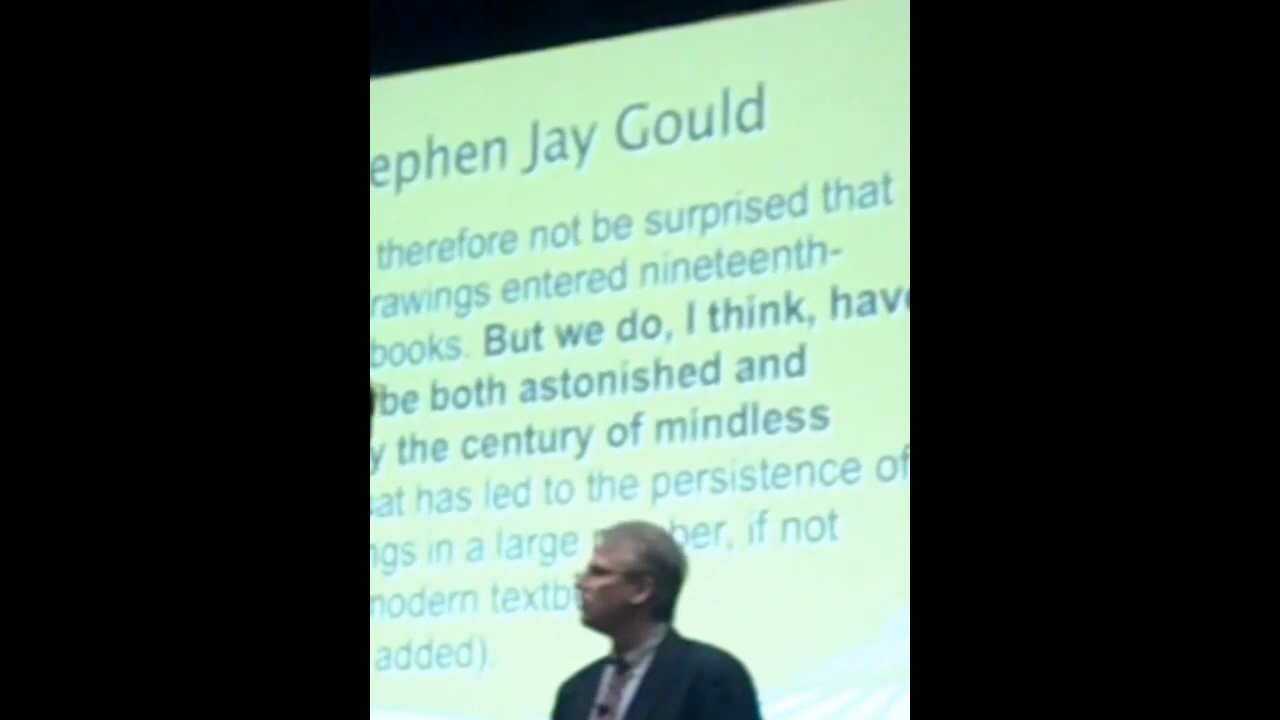 ephen Jay Gould
therefore not be surprised that
rawings entered nineteenth-
books. But we do, I think, have
be both astonished and
y the century of mindless
at has led to the persistence of
ngs in a large ber, if not
modern textb
added).